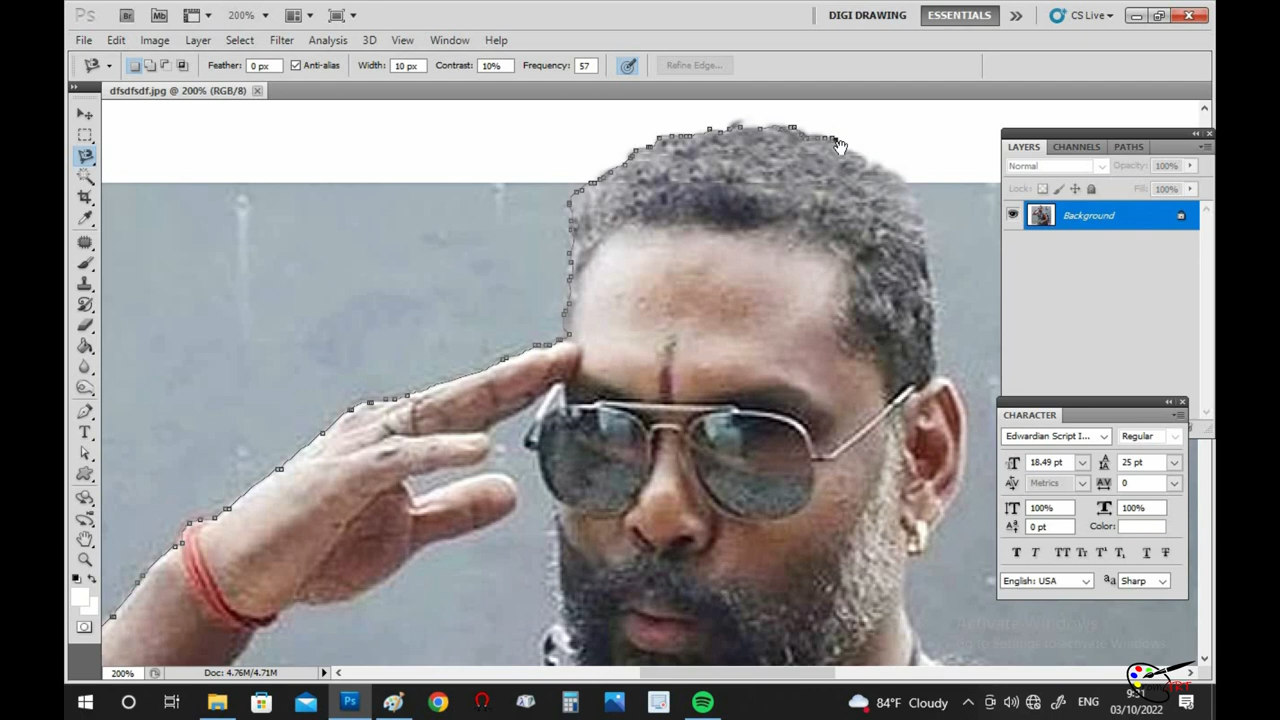 Ps Br Mb 200% DIGI DRAWING ESSENTIALS CS Live
File Edit Image Layer Select Filter Analysis 3D View Window Help
Feather: 0 px Anti-alias Width: 10 px Contrast: 10% Frequency: 57 Refine Edge...
dfsdfsdf.jpg @ 200% (RGB/8)
LAYERS CHANNELS PATHS
Normal Opacity: 100%
Lock: Fill: 100%
Background
CHARACTER
Edwardian Script I... Regular
18.49 pt 25 pt
Metrics 0
100% 100%
0 pt Color:
English: USA Sharp
Activate Windows
Go to Settings to activate Windows.
200% Doc: 4.76M/4.71M
Ps 84°F Cloudy ENG
03/10/2022